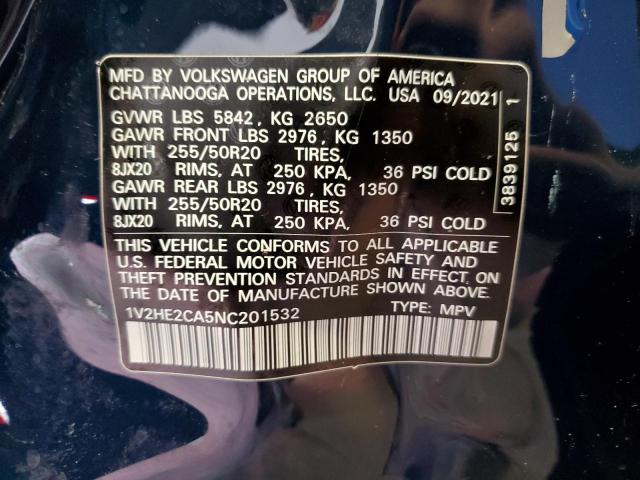 MFD BY VOLKSWAGEN GROUP OF AMERICA
CHATTANOOGA OPERATIONS, LLC. USA 09/2021
GVWR LBS 5842, KG 2650
GAWR FRONT LBS 2976, KG 1350
WITH 255/50R20 TIRES,
8JX20 RIMS, AT 250 KPA, 36 PSI COLD
GAWR REAR LBS 2976, KG 1350
WITH 255/50R20 TIRES,
8JX20 RIMS, AT 250 KPA, 36 PSI COLD
THIS VEHICLE CONFORMS TO ALL APPLICABLE
U.S. FEDERAL MOTOR VEHICLE SAFETY AND
THEFT PREVENTION STANDARDS IN EFFECT ON
THE DATE OF MANUFACTURE SHOWN ABOVE.
1V2HE2CA5NC201532 TYPE: MPV
3839125 1